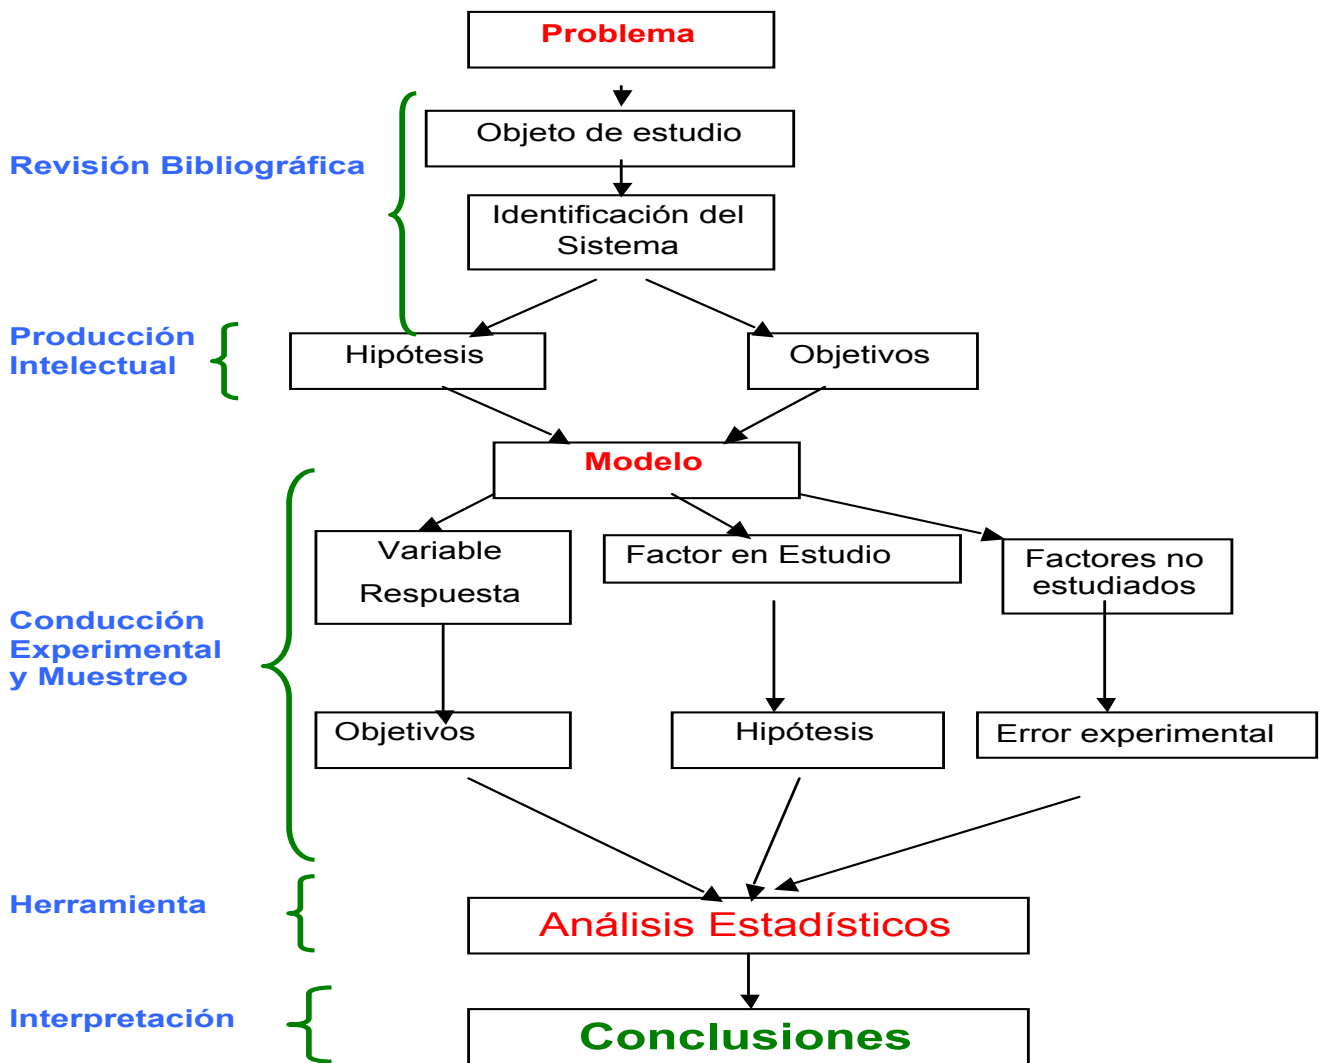 Problema
Objeto de estudio
Revisión Bibliográfica
Identificación del
Sistema
Producción
Intelectual
Hipótesis
Objetivos
Modelo
Variable
Respuesta
Factor en Estudio
Factores no
estudiados
Conducción
Experimental
y Muestreo
Objetivos
Hipótesis
Error experimental
Herramienta
Análisis Estadísticos
Interpretación
Conclusiones